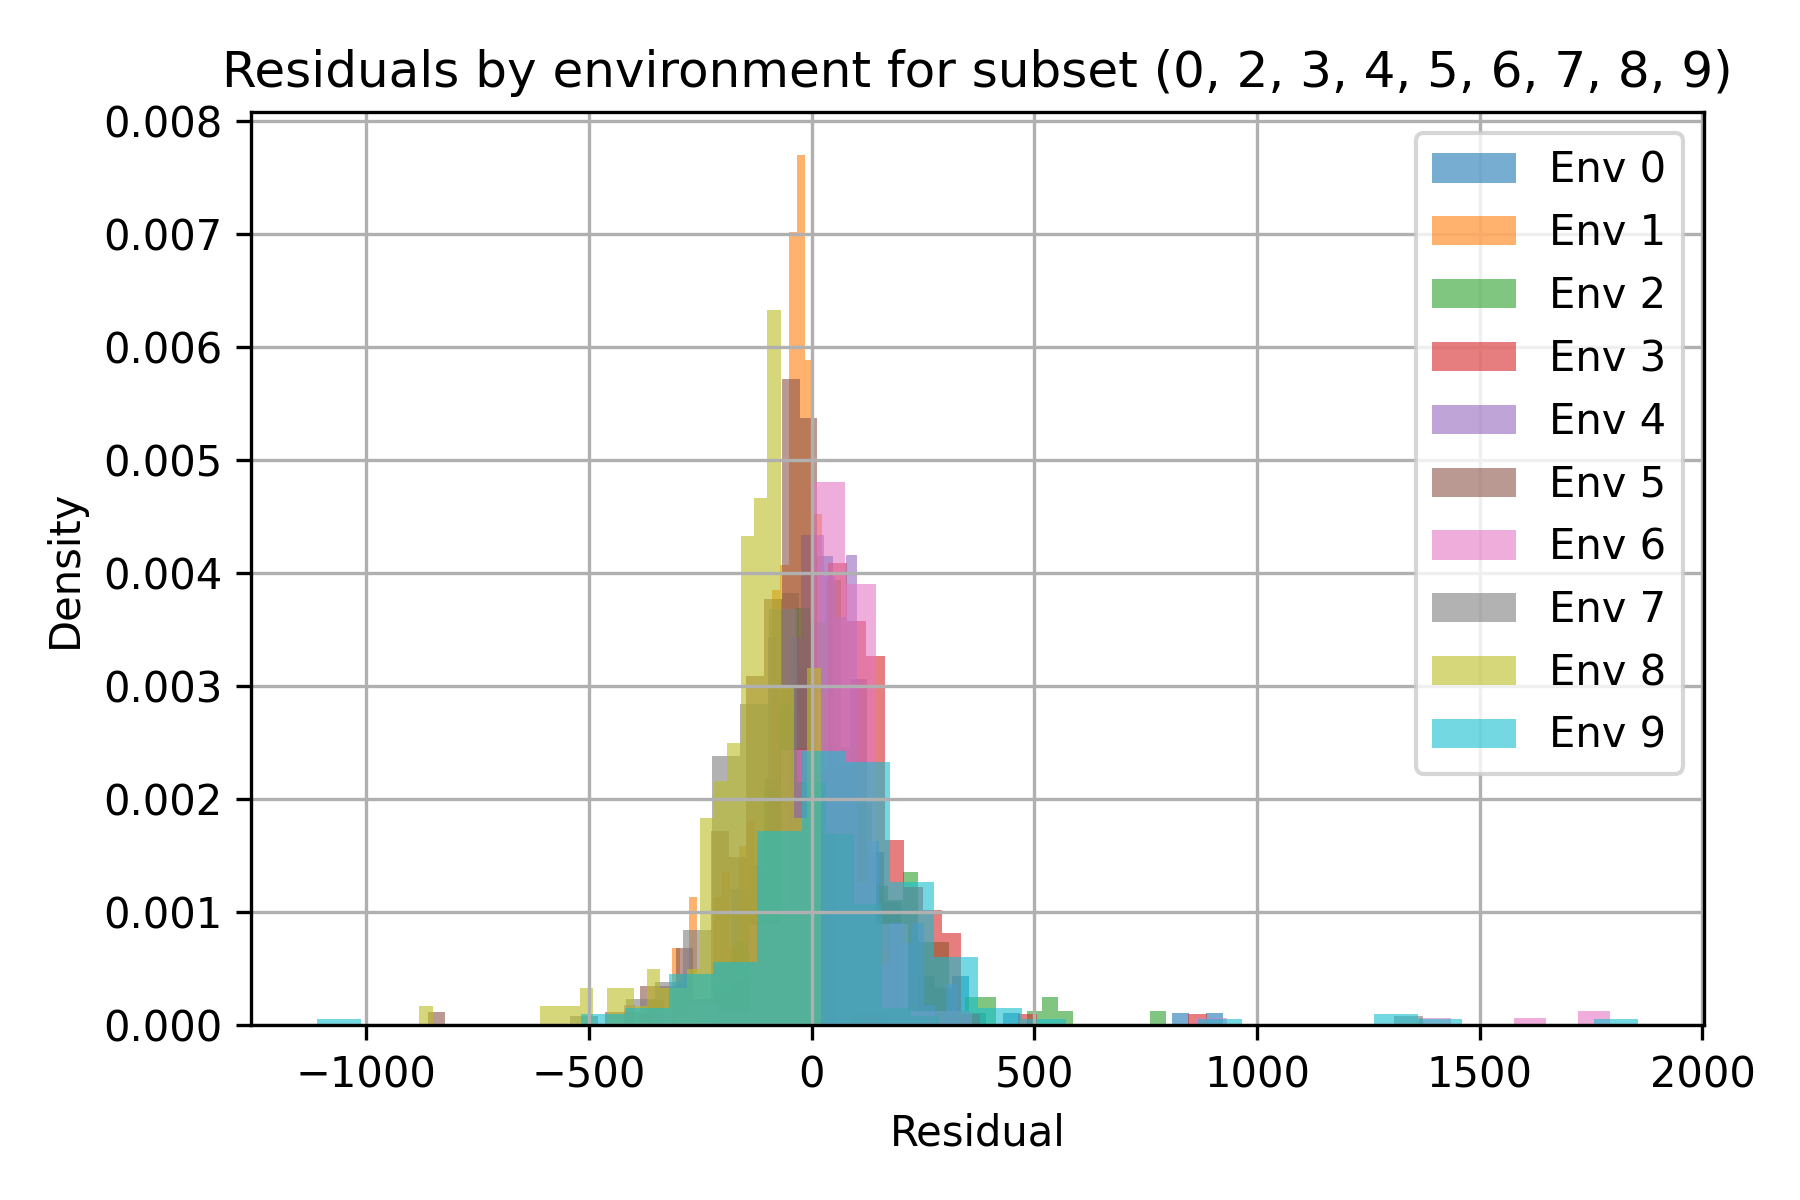 Residuals by environment for subset (0, 2, 3, 4, 5, 6, 7, 8, 9)
0.008
0.007
0.006
0.005
0.004
0.003
0.002
0.001
0.000
Density
Env 0
Env 1
Env 2
Env 3
Env 4
Env 5
Env 6
Env 7
Env 8
Env 9
−1000 −500 0 500 1000 1500 2000
Residual